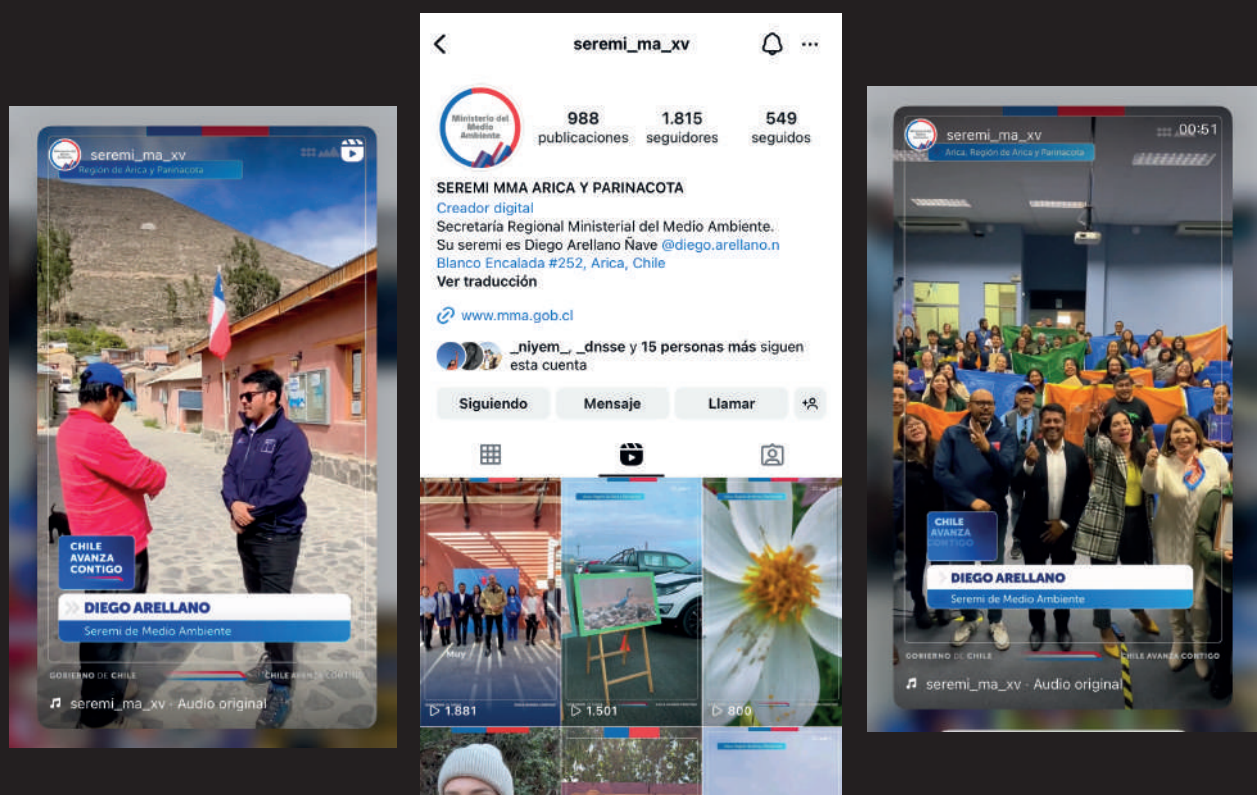 seremi_ma_xv
Región de Arica y Parinacota
CHILE
AVANZA
CONTIGO
DIEGO ARELLANO
Seremi de Medio Ambiente
GOBIERNO DE CHILE
CHILE AVANZA CONTIGO
seremi_ma_xv · Audio original
seremi_ma_xv
Ministerio del
Medio
Ambiente
988
publicaciones
1.815
seguidores
549
seguidos
SEREMI MMA ARICA Y PARINACOTA
Creador digital
Secretaría Regional Ministerial del Medio Ambiente.
Su seremi es Diego Arellano Ñave @diego.arellano.n
Blanco Encalada #252, Arica, Chile
Ver traducción
www.mma.gob.cl
_niyem_, _dnsse y 15 personas más siguen
esta cuenta
Siguiendo
Mensaje
Llamar
Muy
1.881
1.501
800
seremi_ma_xv
00:51
Arica, Región de Arica y Parinacota
CHILE
AVANZA
CONTIGO
DIEGO ARELLANO
Seremi de Medio Ambiente
GOBIERNO DE CHILE
CHILE AVANZA CONTIGO
seremi_ma_xv · Audio original